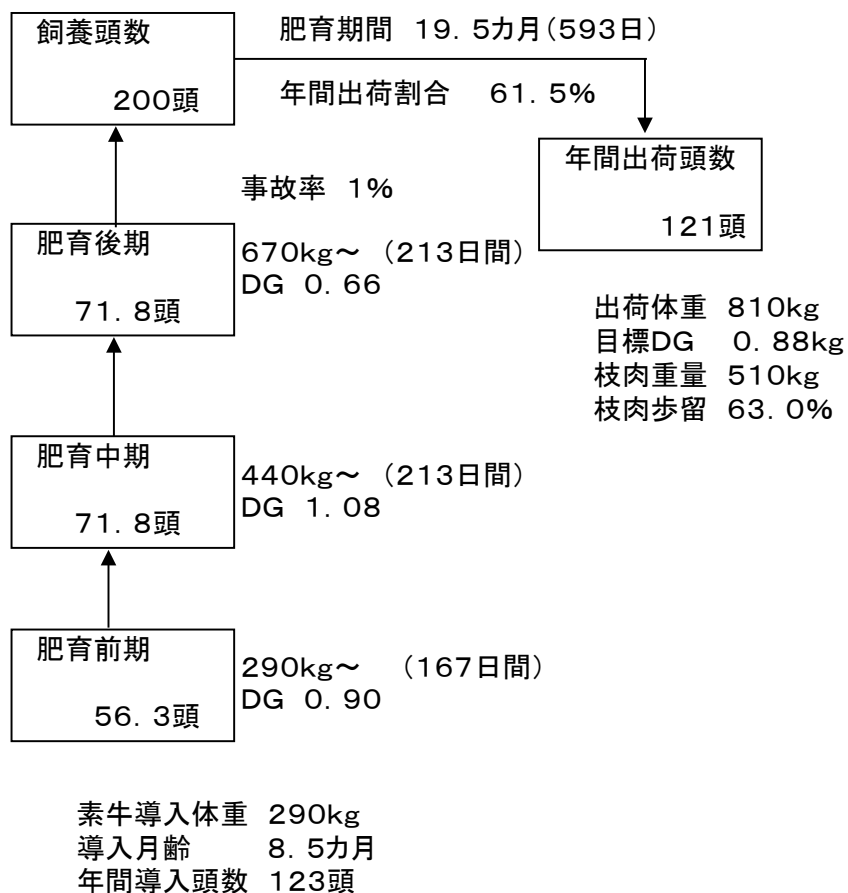 飼養頭数
200頭
肥育期間 19.5カ月(593日)
年間出荷割合 61.5%
年間出荷頭数
121頭
事故率 1%
肥育後期
71.8頭
670kg～ (213日間)
DG 0.66
出荷体重 810kg
目標DG 0.88kg
枝肉重量 510kg
枝肉歩留 63.0%
肥育中期
71.8頭
440kg～ (213日間)
DG 1.08
肥育前期
56.3頭
290kg～ (167日間)
DG 0.90
素牛導入体重 290kg
導入月齢 8.5カ月
年間導入頭数 123頭